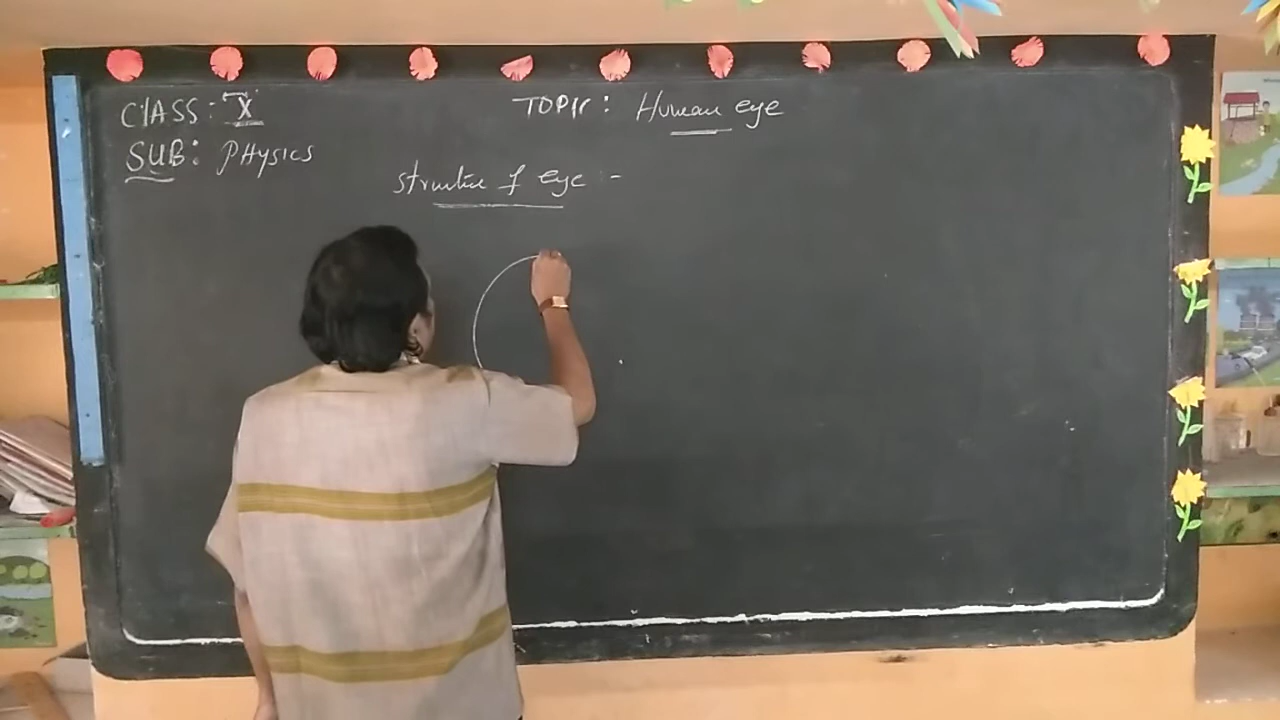 CLASS: X
TOPIC: Human eye
SUB: PHYSICS
structure of eye :-